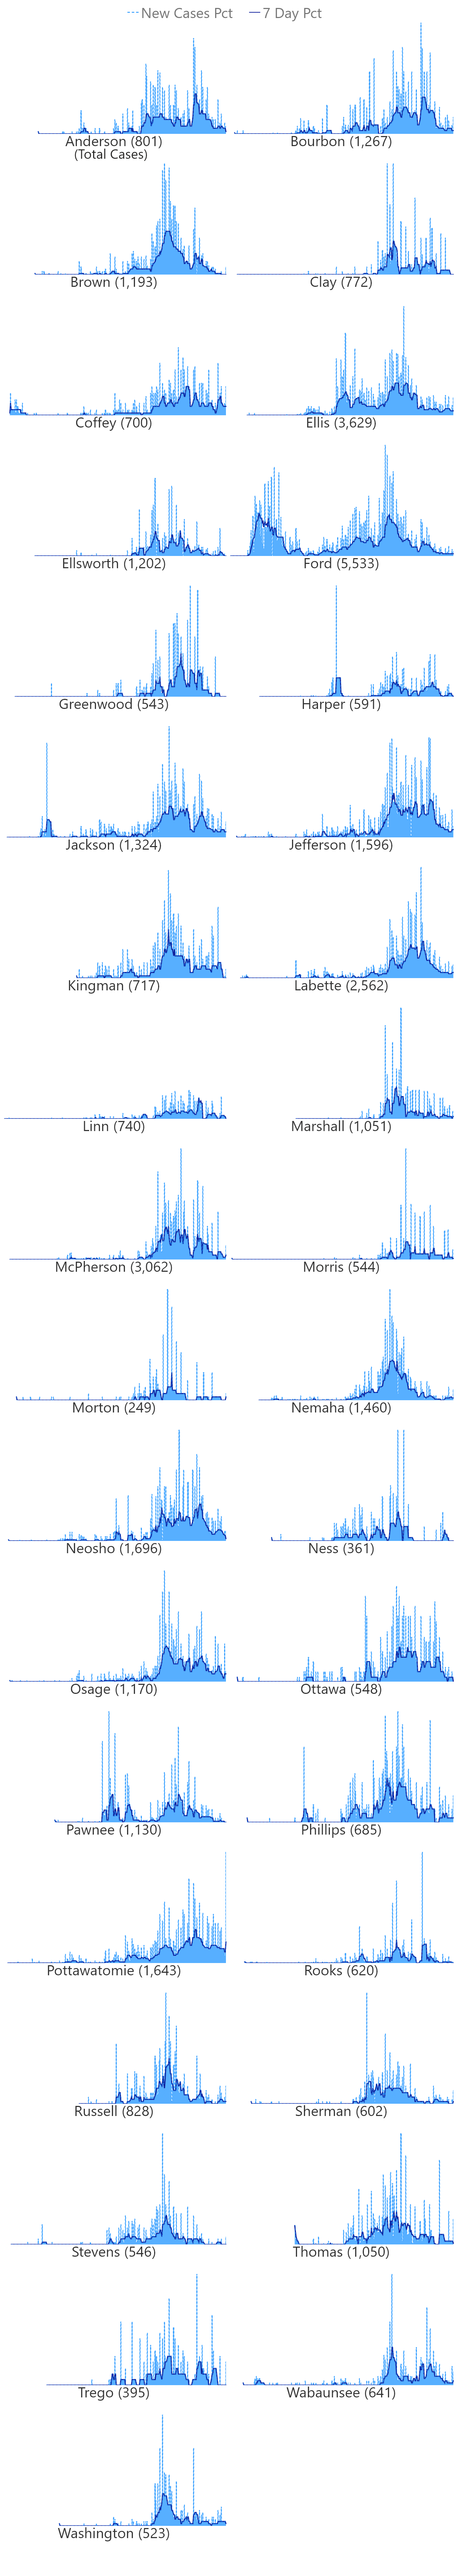 New Cases Pct 7 Day Pct
Anderson (801) Bourbon (1,267)
(Total Cases)
Brown (1,193) Clay (772)
Coffey (700) Ellis (3,629)
Ellsworth (1,202) Ford (5,533)
Greenwood (543) Harper (591)
Jackson (1,324) Jefferson (1,596)
Kingman (717) Labette (2,562)
Linn (740) Marshall (1,051)
McPherson (3,062) Morris (544)
Morton (249) Nemaha (1,460)
Neosho (1,696) Ness (361)
Osage (1,170) Ottawa (548)
Pawnee (1,130) Phillips (685)
Pottawatomie (1,643) Rooks (620)
Russell (828) Sherman (602)
Stevens (546) Thomas (1,050)
Trego (395) Wabaunsee (641)
Washington (523)